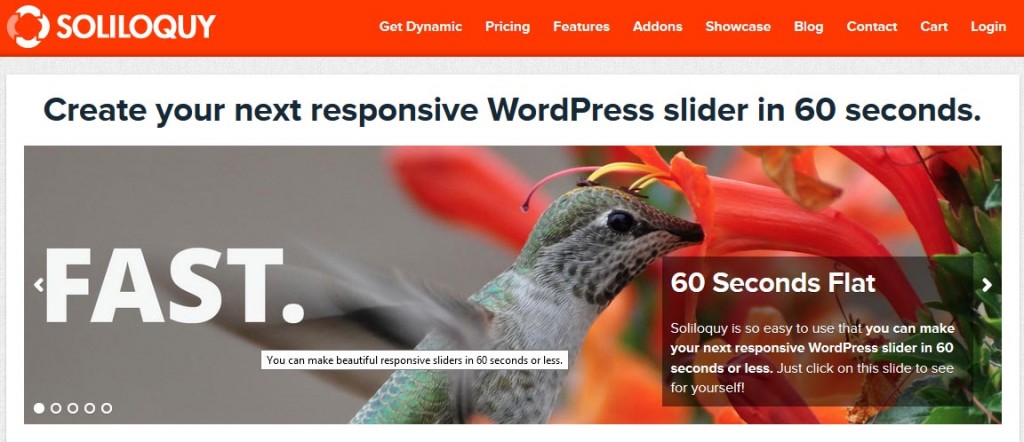 SOLILOQUY
Get Dynamic Pricing Features Addons Showcase Blog Contact Cart Login
Create your next responsive WordPress slider in 60 seconds.
FAST.
60 Seconds Flat
Soliloquy is so easy to use that you can make
your next responsive WordPress slider in 60
seconds or less. Just click on this slide to see
for yourself!
You can make beautiful responsive sliders in 60 seconds or less.